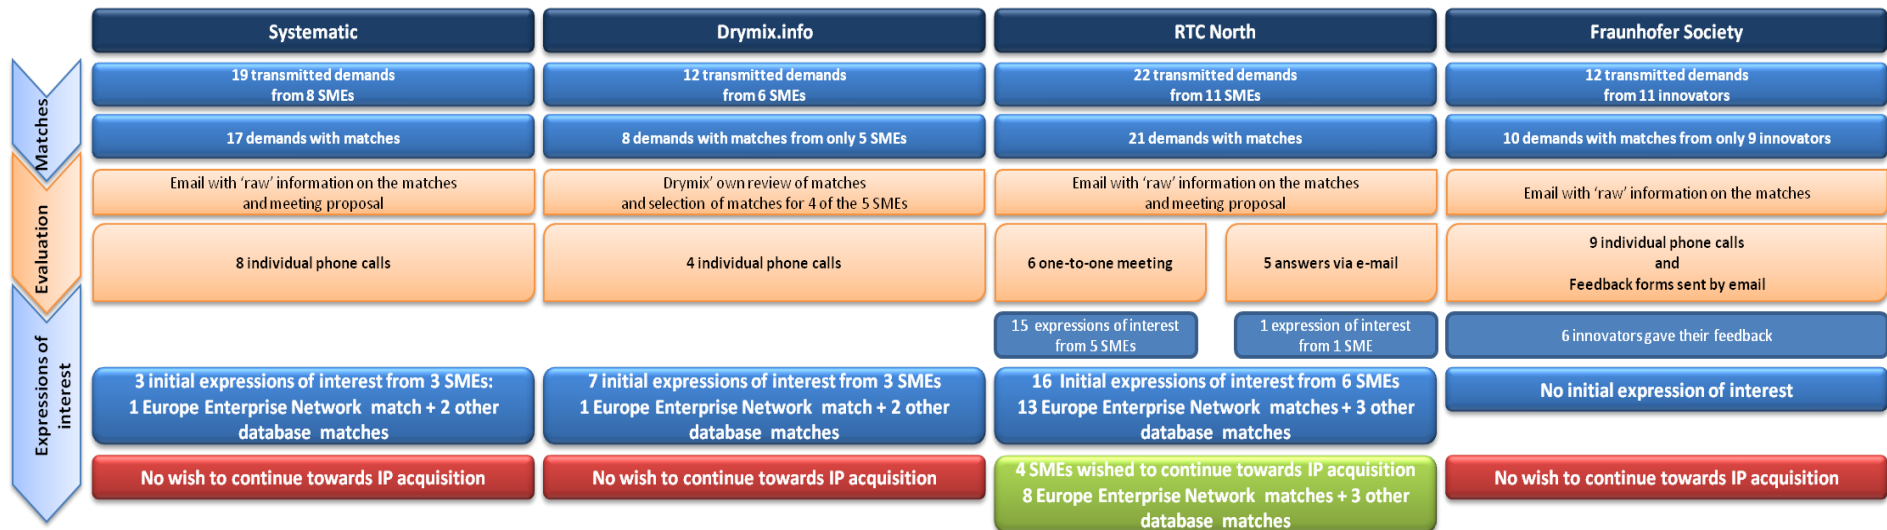 Systematic
Drymix.info
RTC North
Fraunhofer Society
Matches
19 transmitted demands
from 8 SMEs
12 transmitted demands
from 6 SMEs
22 transmitted demands
from 11 SMEs
12 transmitted demands
from 11 innovators
17 demands with matches
8 demands with matches from only 5 SMEs
21 demands with matches
10 demands with matches from only 9 innovators
Evaluation
Email with ‘raw’ information on the matches
and meeting proposal
Drymix’ own review of matches
and selection of matches for 4 of the 5 SMEs
Email with ‘raw’ information on the matches
and meeting proposal
Email with ‘raw’ information on the matches
8 individual phone calls
4 individual phone calls
6 one-to-one meeting
5 answers via e-mail
9 individual phone calls
and
Feedback forms sent by email
Expressions of
interest
15 expressions of interest
from 5 SMEs
1 expression of interest
from 1 SME
6 innovators gave their feedback
3 initial expressions of interest from 3 SMEs:
1 Europe Enterprise Network match + 2 other
database matches
7 initial expressions of interest from 3 SMEs
1 Europe Enterprise Network match + 2 other
database matches
16 Initial expressions of interest from 6 SMEs
13 Europe Enterprise Network matches + 3 other
database matches
No initial expression of interest
No wish to continue towards IP acquisition
No wish to continue towards IP acquisition
4 SMEs wished to continue towards IP acquisition
8 Europe Enterprise Network matches + 3 other
database matches
No wish to continue towards IP acquisition